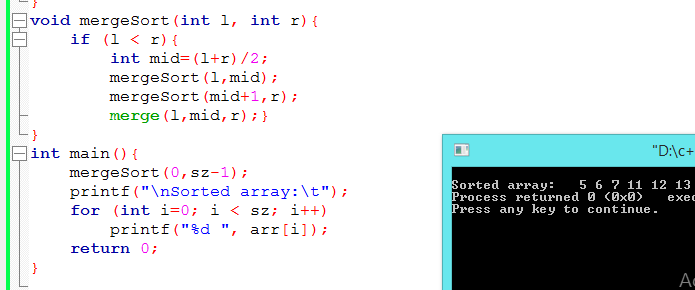 }
void mergeSort(int l, int r){
if (l < r){
int mid=(l+r)/2;
mergeSort(l,mid);
mergeSort(mid+1,r);
merge(l,mid,r);}
}
int main(){
mergeSort(0,sz-1);
printf("\nSorted array:\t");
for (int i=0; i < sz; i++)
printf("%d ", arr[i]);
return 0;
}
"D:\c+
Sorted array: 5 6 7 11 12 13
Process returned 0 (0x0) exec
Press any key to continue.